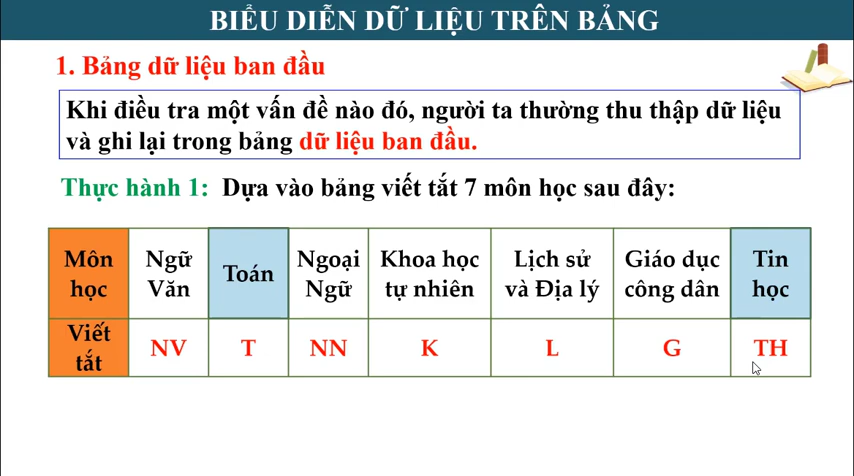 BIỂU DIỄN DỮ LIỆU TRÊN BẢNG
1. Bảng dữ liệu ban đầu
Khi điều tra một vấn đề nào đó, người ta thường thu thập dữ liệu
và ghi lại trong bảng dữ liệu ban đầu.
Thực hành 1: Dựa vào bảng viết tắt 7 môn học sau đây:
Môn học Ngữ Văn Toán Ngoại Ngữ Khoa học tự nhiên Lịch sử và Địa lý Giáo dục công dân Tin học
Viết tắt NV T NN K L G TH